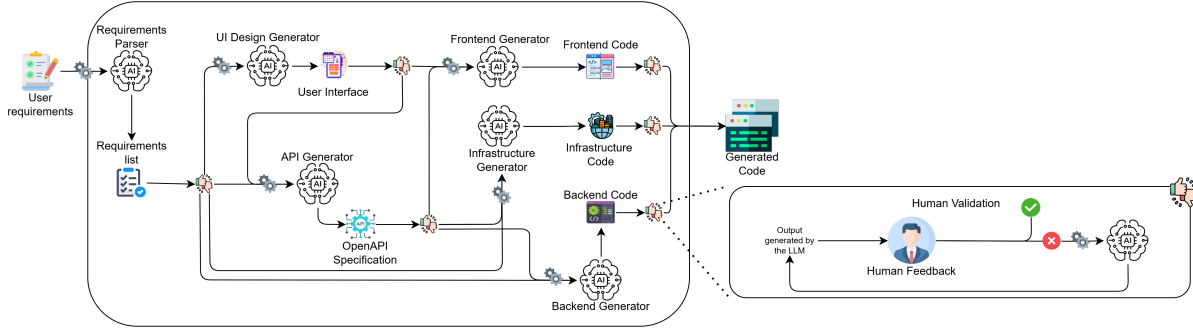 User
requirements
Requirements
Parser
AI
Requirements
list
UI Design Generator
AI
User Interface
API Generator
AI
API
OpenAPI
Specification
Frontend Generator
AI
Frontend Code
AI
Infrastructure
Generator
Infrastructure
Code
Backend Code
AI
Backend Generator
Generated
Code
Human Validation
Output
generated by
the LLM
Human Feedback
AI